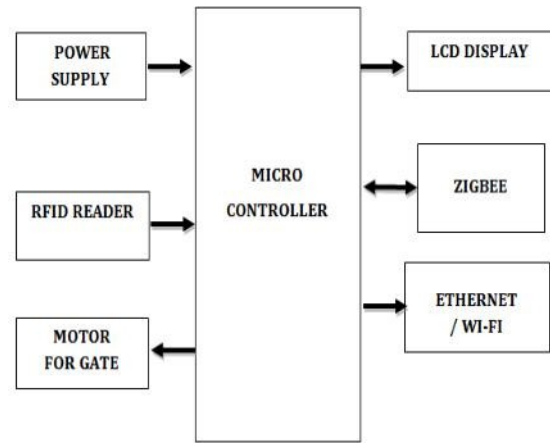 POWER
SUPPLY
RFID READER
MOTOR
FOR GATE
MICRO
CONTROLLER
LCD DISPLAY
ZIGBEE
ETHERNET
/ WI-FI